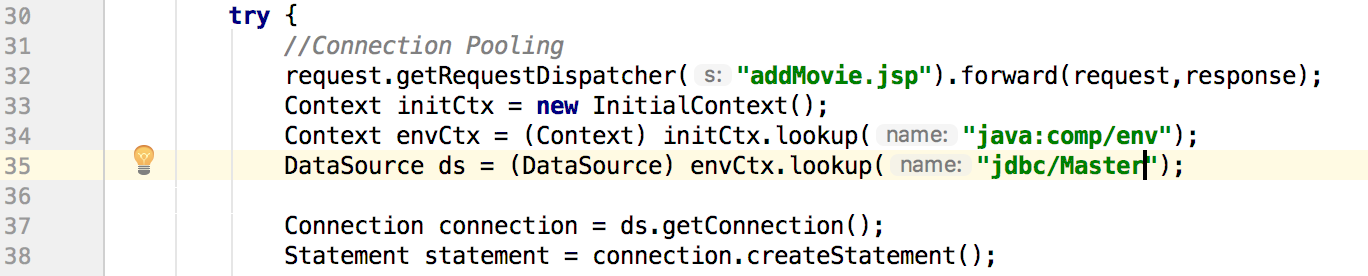 30 try {
31 //Connection Pooling
32 request.getRequestDispatcher( s: "addMovie.jsp").forward(request,response);
33 Context initCtx = new InitialContext();
34 Context envCtx = (Context) initCtx.lookup( name: "java:comp/env");
35 DataSource ds = (DataSource) envCtx.lookup( name: "jdbc/Master");
36
37 Connection connection = ds.getConnection();
38 Statement statement = connection.createStatement();